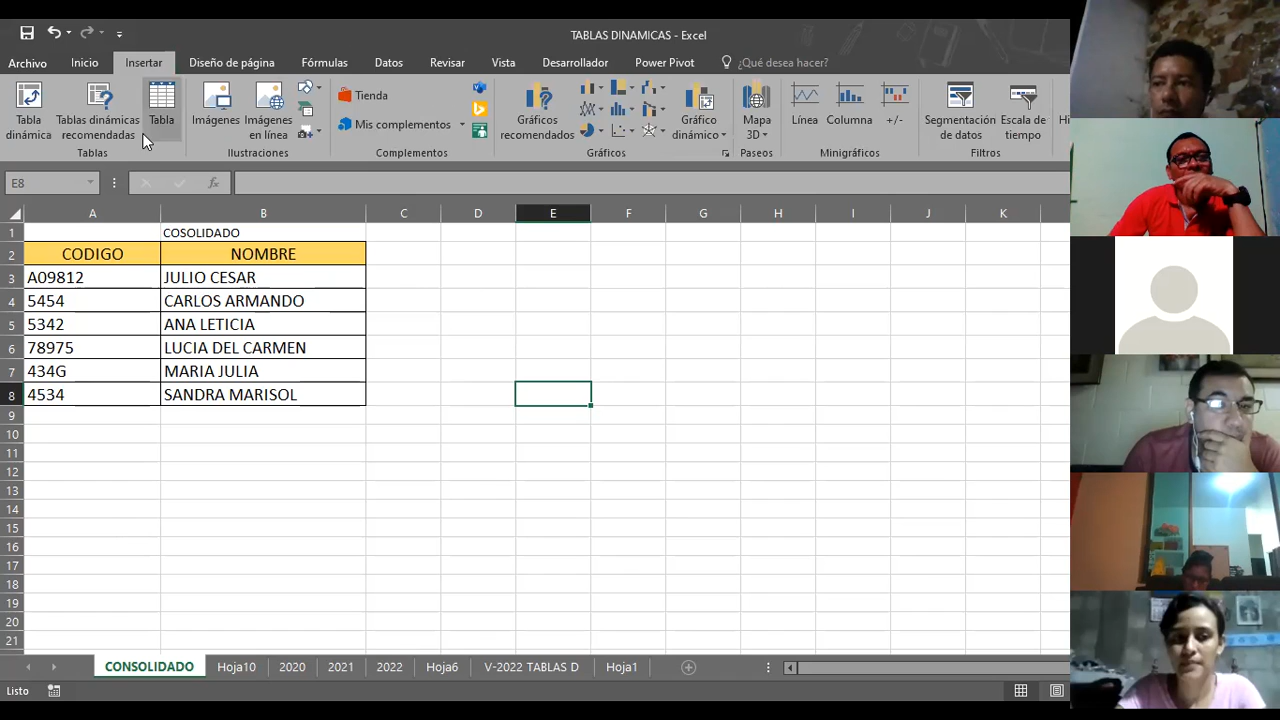 TABLAS DINAMICAS - Excel
Archivo Inicio Insertar Diseño de página Fórmulas Datos Revisar Vista Desarrollador Power Pivot ¿Qué desea hacer?
Tabla dinámica
Tablas dinámicas recomendadas
Tabla
Imágenes
Imágenes en línea
Tienda
Mis complementos
Gráficos recomendados
Gráfico dinámico
Mapa 3D
Línea
Columna
+/-
Segmentación de datos
Escala de tiempo
Hi
Tablas Ilustraciones Complementos Gráficos Paseos Minigráficos Filtros
E8 fx
A B C D E F G H I J K
1 COSOLIDADO
2 CODIGO NOMBRE
3 A09812 JULIO CESAR
4 5454 CARLOS ARMANDO
5 5342 ANA LETICIA
6 78975 LUCIA DEL CARMEN
7 434G MARIA JULIA
8 4534 SANDRA MARISOL
9
10
11
12
13
14
15
16
17
18
19
20
21
CONSOLIDADO Hoja10 2020 2021 2022 Hoja6 V-2022 TABLAS D Hoja1
Listo